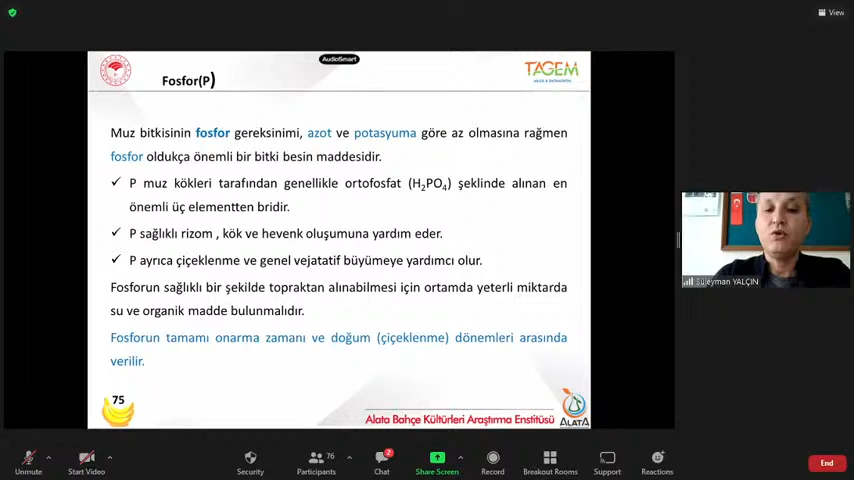 View
AudioSmart
Fosfor(P)
TAGEM
Muz bitkisinin fosfor gereksinimi, azot ve potasyuma göre az olmasına rağmen
fosfor oldukça önemli bir bitki besin maddesidir.
✓ P muz kökleri tarafından genellikle ortofosfat (H₂PO₄) şeklinde alınan en
önemli üç elementten bridir.
✓ P sağlıklı rizom , kök ve hevenk oluşumuna yardım eder.
✓ P ayrıca çiçeklenme ve genel vejatatif büyümeye yardımcı olur.
Fosforun sağlıklı bir şekilde topraktan alınabilmesi için ortamda yeterli miktarda
su ve organik madde bulunmalıdır.
Fosforun tamamı onarma zamanı ve doğum (çiçeklenme) dönemleri arasında
verilir.
75
Alata Bahçe Kültürleri Araştırma Enstitüsü
ALATA
Süleyman YALÇIN
Unmute
Start Video
Security
Participants
76
Chat
2
Share Screen
Record
Breakout Rooms
Support
Reactions
End